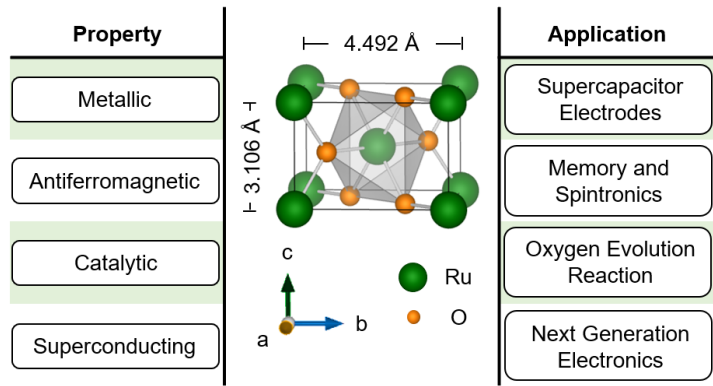 Property
Metallic
Antiferromagnetic
Catalytic
Superconducting
4.492 Å
3.106 Å
c
b
a
Ru
O
Application
Supercapacitor
Electrodes
Memory and
Spintronics
Oxygen Evolution
Reaction
Next Generation
Electronics